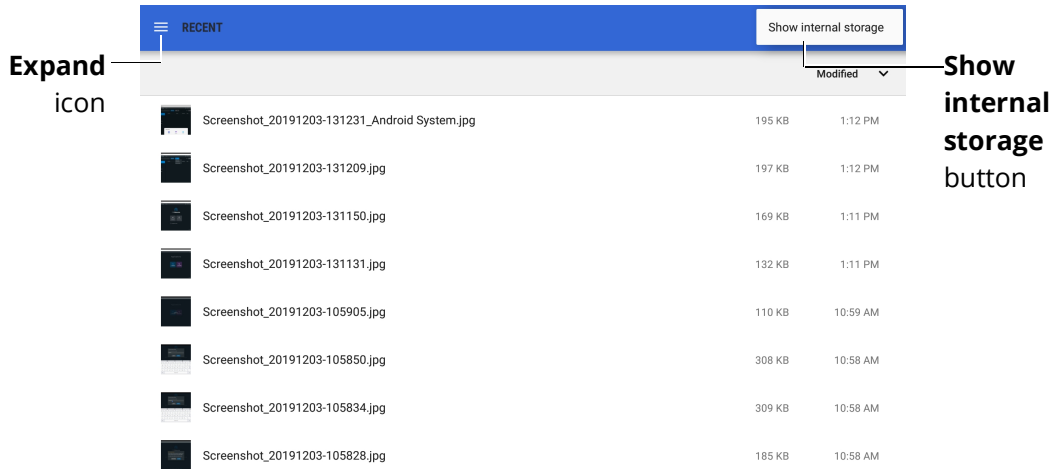 RECENT
Show internal storage
Expand
icon
Modified
Show
internal
storage
button
Screenshot_20191203-131231_Android System.jpg 195 KB 1:12 PM
Screenshot_20191203-131209.jpg 197 KB 1:12 PM
Screenshot_20191203-131150.jpg 169 KB 1:11 PM
Screenshot_20191203-131131.jpg 132 KB 1:11 PM
Screenshot_20191203-105905.jpg 110 KB 10:59 AM
Screenshot_20191203-105850.jpg 308 KB 10:58 AM
Screenshot_20191203-105834.jpg 309 KB 10:58 AM
Screenshot_20191203-105828.jpg 185 KB 10:58 AM